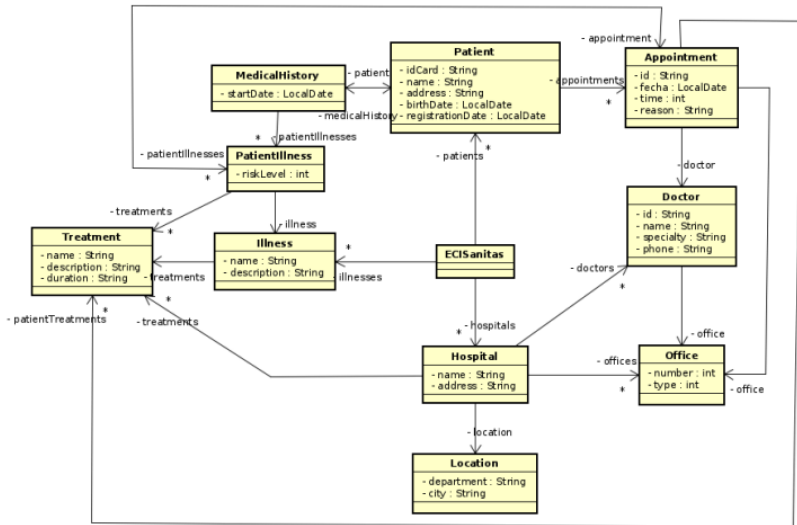 - appointment
Patient
- idCard : String
- name : String
- address : String
- birthDate : LocalDate
- registrationDate : LocalDate
Appointment
- id : String
- fecha : LocalDate
- time : int
- reason : String
MedicalHistory
- startDate : LocalDate
- patient
- appointments
*
- medicalHistory
* patientIllnesses
- patientIllnesses
*
PatientIllness
- riskLevel : int
*
- patients
- doctor
- treatments
*
- illness
Doctor
- id : String
- name : String
- specialty : String
- phone : String
Treatment
- name : String
- description : String
- duration : String
Illness
- name : String
- description : String
*
- illnesses
ECISanitas
- treatments
*
- doctors
*
- patientTreatments
*
- treatments
- hospitals
*
- office
Hospital
- name : String
- address : String
- offices
*
Office
- number : int
- type : int
- office
- location
Location
- department : String
- city : String